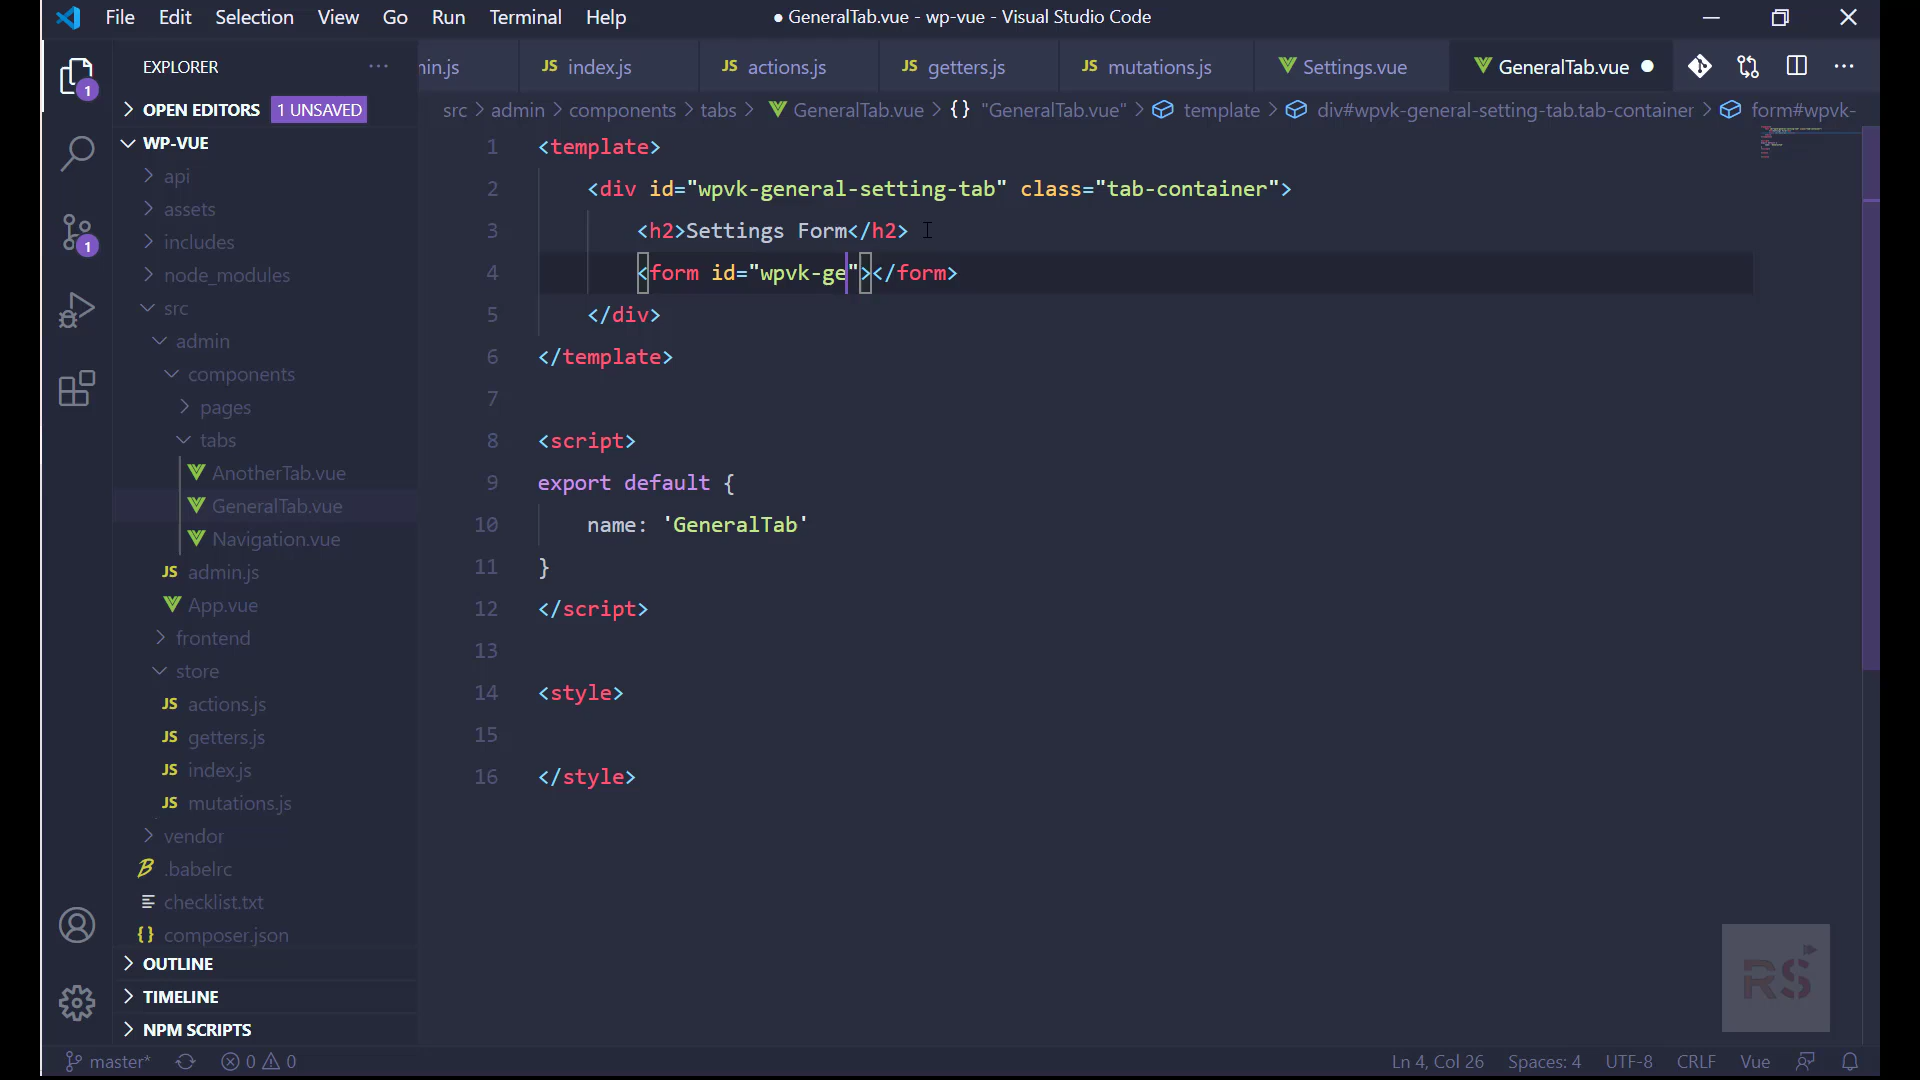 File Edit Selection View Go Run Terminal Help
● GeneralTab.vue - wp-vue - Visual Studio Code
EXPLORER
OPEN EDITORS 1 UNSAVED
WP-VUE
api
assets
includes
node_modules
src
admin
components
pages
tabs
AnotherTab.vue
GeneralTab.vue
Navigation.vue
JS admin.js
App.vue
frontend
store
JS actions.js
JS getters.js
JS index.js
JS mutations.js
vendor
.babelrc
checklist.txt
{} composer.json
OUTLINE
TIMELINE
NPM SCRIPTS
1
1
min.js JS index.js JS actions.js JS getters.js JS mutations.js Settings.vue GeneralTab.vue ●
src > admin > components > tabs > GeneralTab.vue > {} "GeneralTab.vue" > template > div#wpvk-general-setting-tab.tab-container > form#wpvk-
1 <template>
2 <div id="wpvk-general-setting-tab" class="tab-container">
3 <h2>Settings Form</h2>
4 <form id="wpvk-ge"></form>
5 </div>
6 </template>
7
8 <script>
9 export default {
10 name: 'GeneralTab'
11 }
12 </script>
13
14 <style>
15
16 </style>
RS
master* 0 0
Ln 4, Col 26 Spaces: 4 UTF-8 CRLF Vue